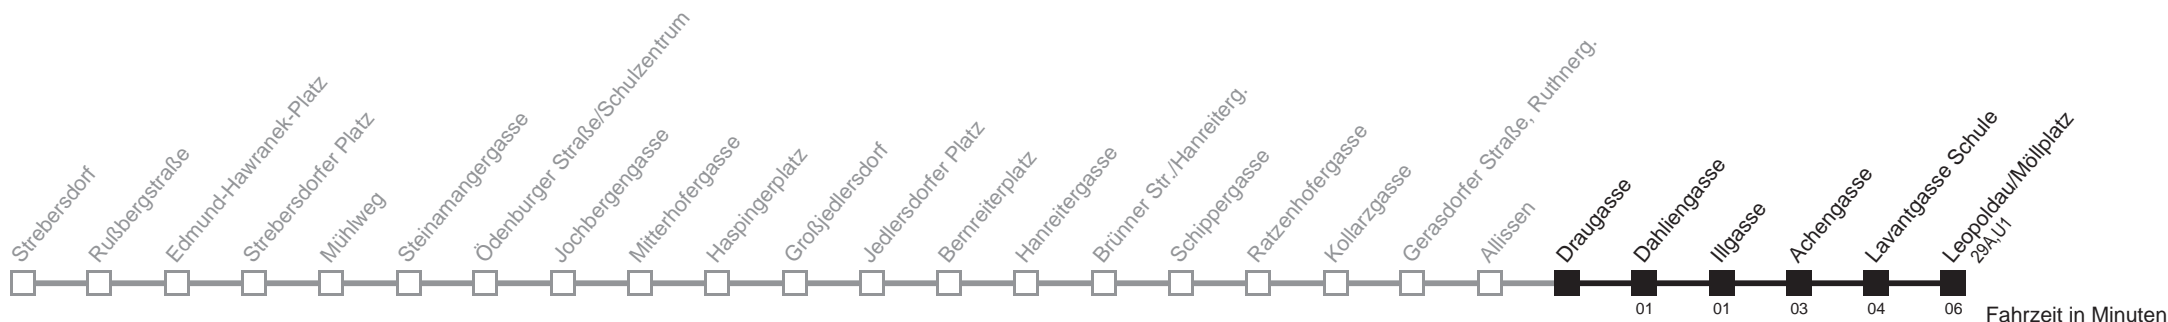 Strebersdorf
Rußbergstraße
Edmund-Hawranek-Platz
Strebersdorfer Platz
Mühlweg
Steinamangergasse
Ödenburger Straße/Schulzentrum
Jochbergengasse
Mitterhofergasse
Haspingerplatz
Großjedlersdorf
Jedlersdorfer Platz
Bernreiterplatz
Hanreitergasse
Brünner Str./Hanreiterg.
Schippergasse
Ratzenhofergasse
Kollarzgasse
Gerasdorfer Straße, Ruthnerg.
Allissen
Draugasse
Dahliengasse
Illgasse
Achengasse
Lavantgasse Schule
Leopoldau/Möllplatz
29A,U1
01 01 03 04 06
Fahrzeit in Minuten